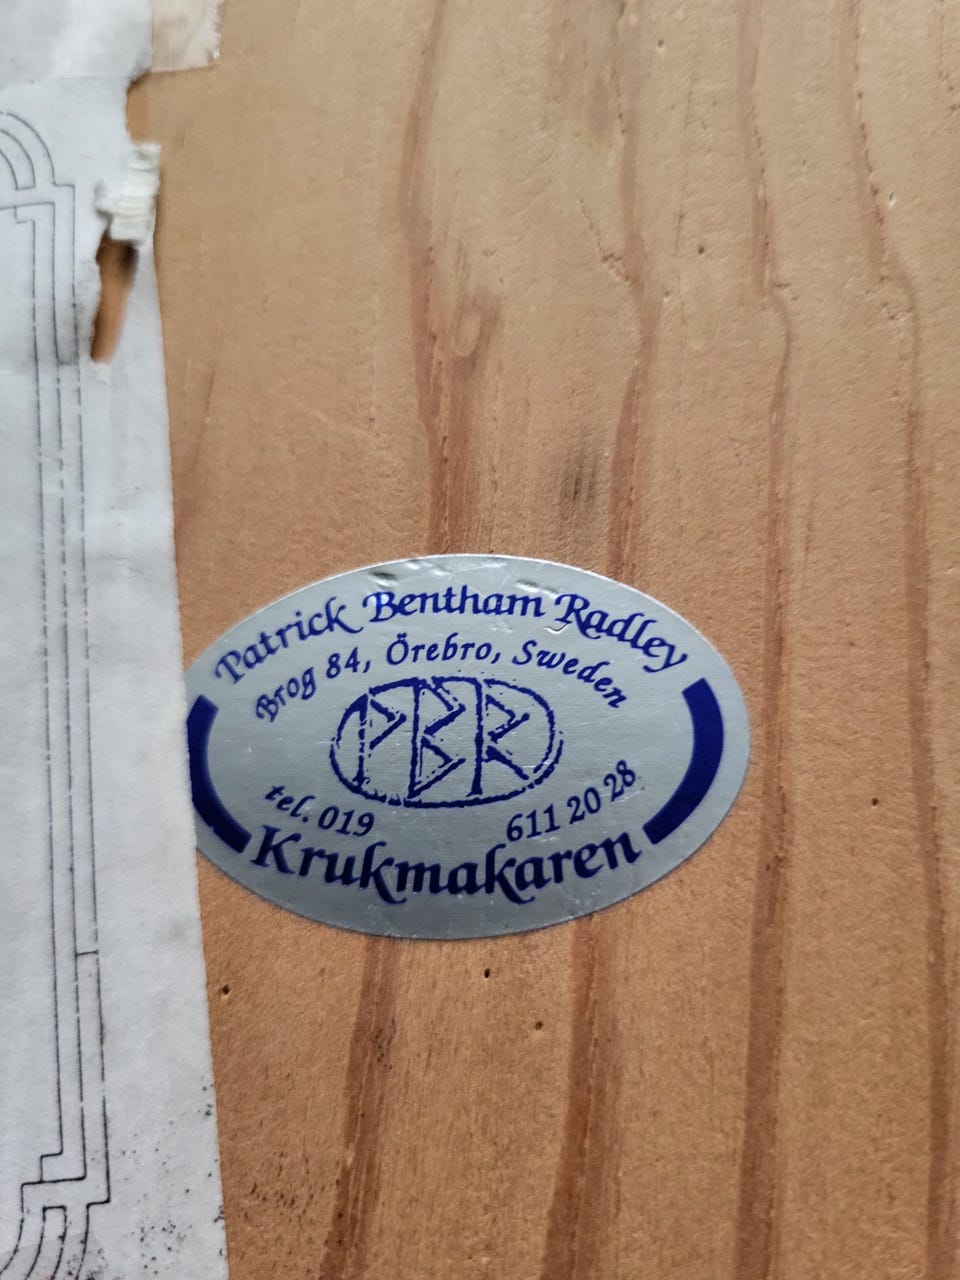 Patrick Bentham Radley
Brog 84, Örebro, Sweden
PBR
tel. 019 611 20 28
Krukmakaren